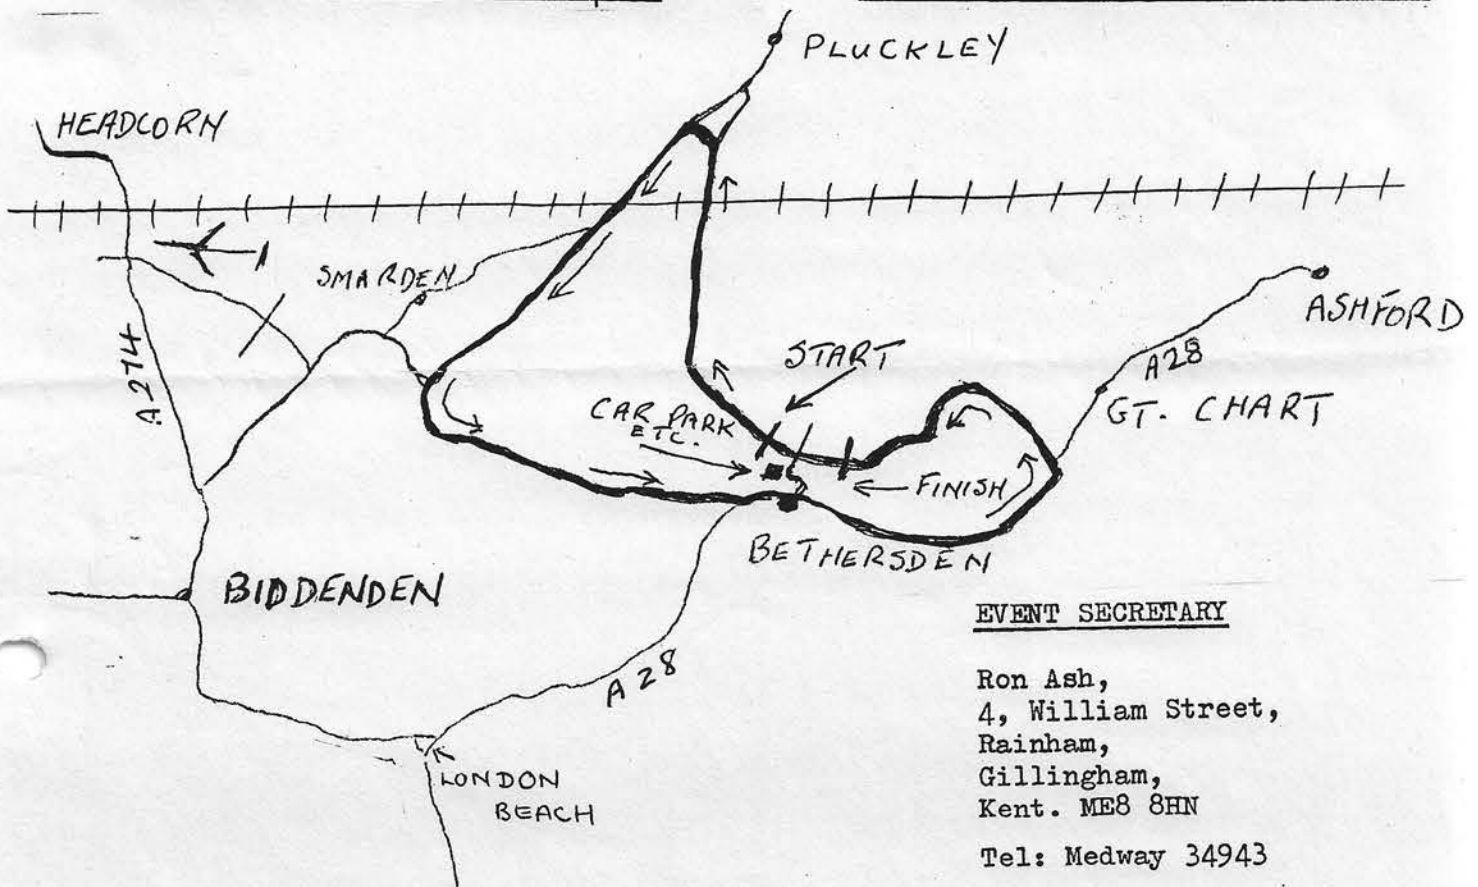 PLUCKLEY
HEADCORN
SMARDEN
ASHFORD
A274
START
A28
CAR PARK
ETC.
GT. CHART
FINISH
BETHERSDEN
BIDDENDEN
A28
LONDON
BEACH
EVENT SECRETARY
Ron Ash,
4, William Street,
Rainham,
Gillingham,
Kent. ME8 8HN
Tel: Medway 34943